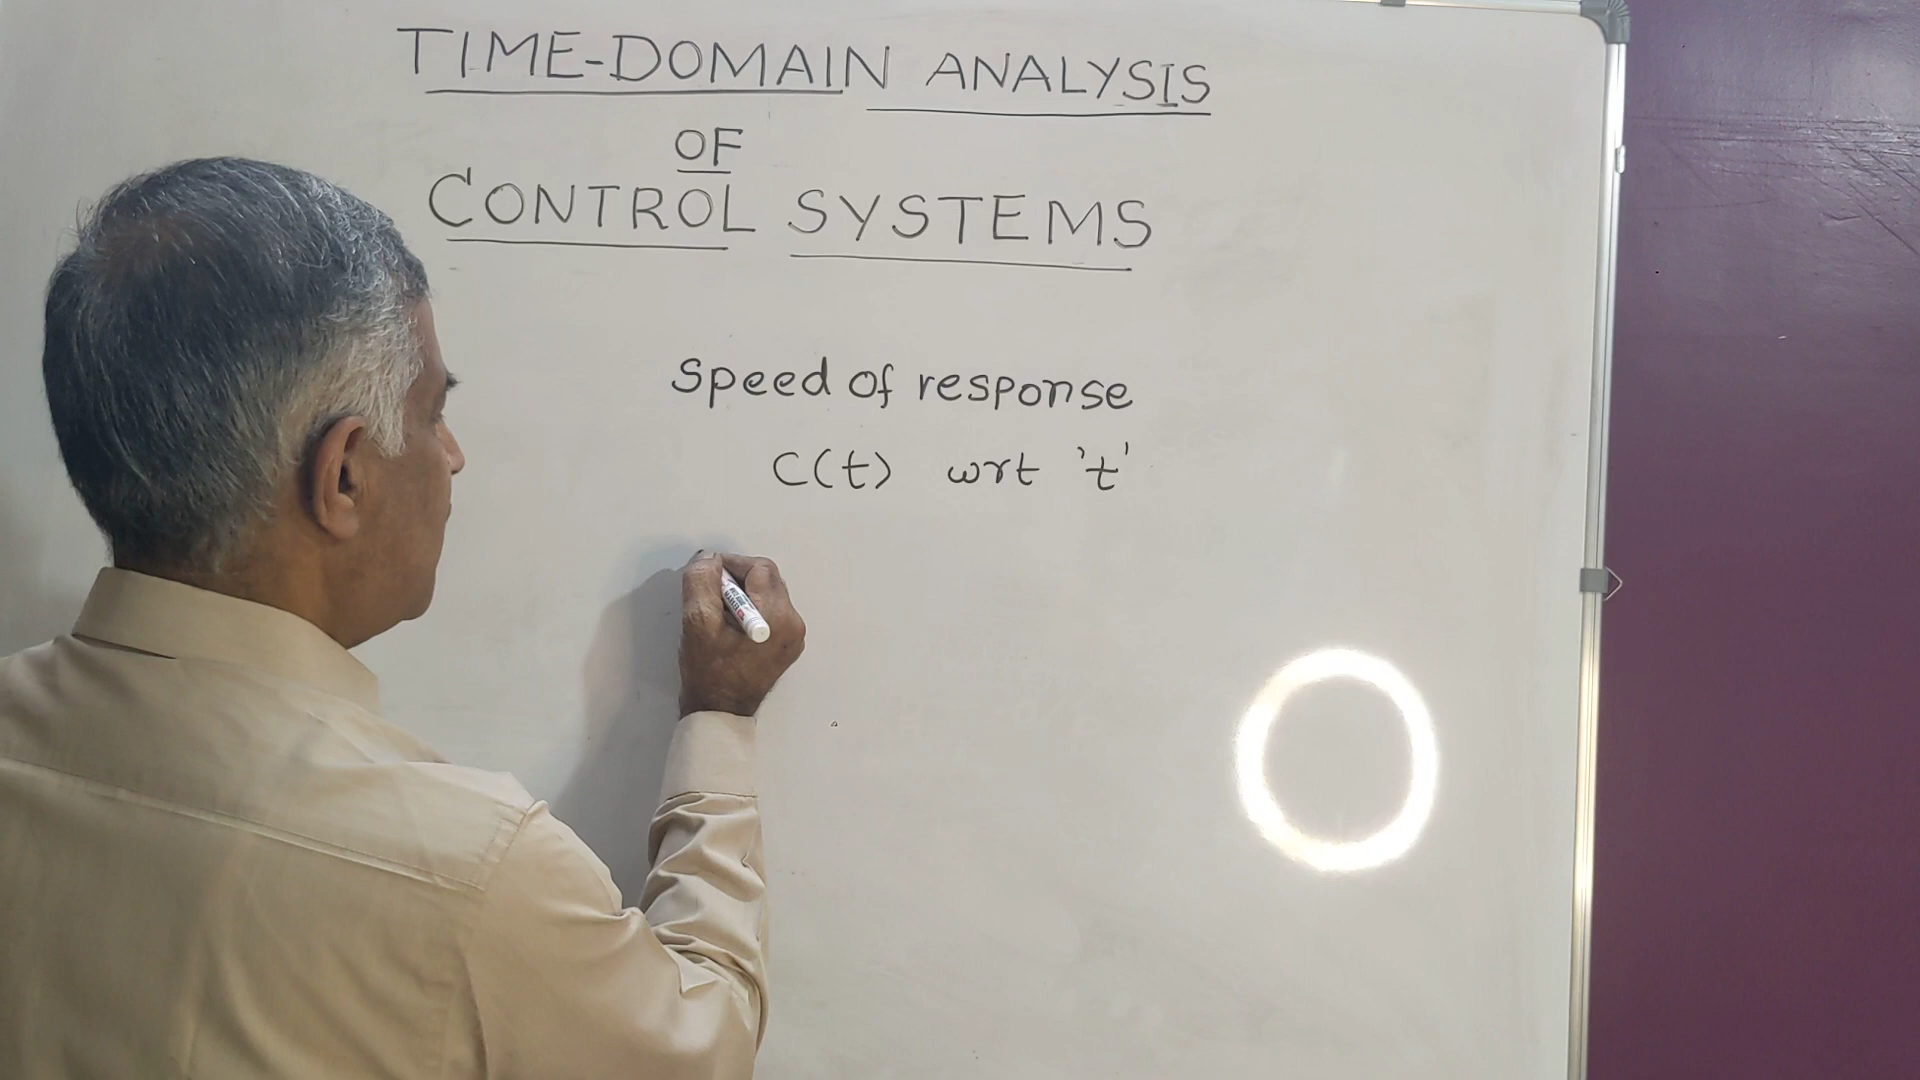 TIME-DOMAIN ANALYSIS
OF
CONTROL SYSTEMS
Speed of response
C(t) wrt 't'